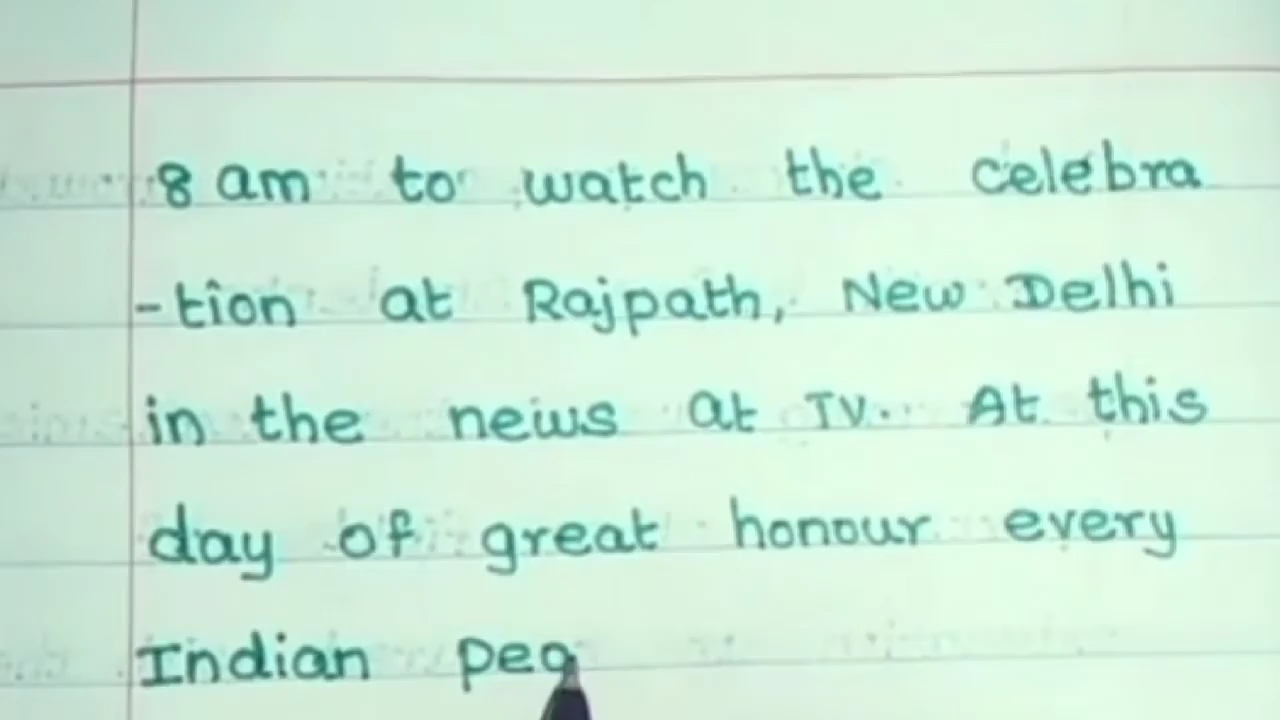 8 am to watch the celebra
-tion at Rajpath, New Delhi
in the news at TV. At this
day of great honour every
Indian peo